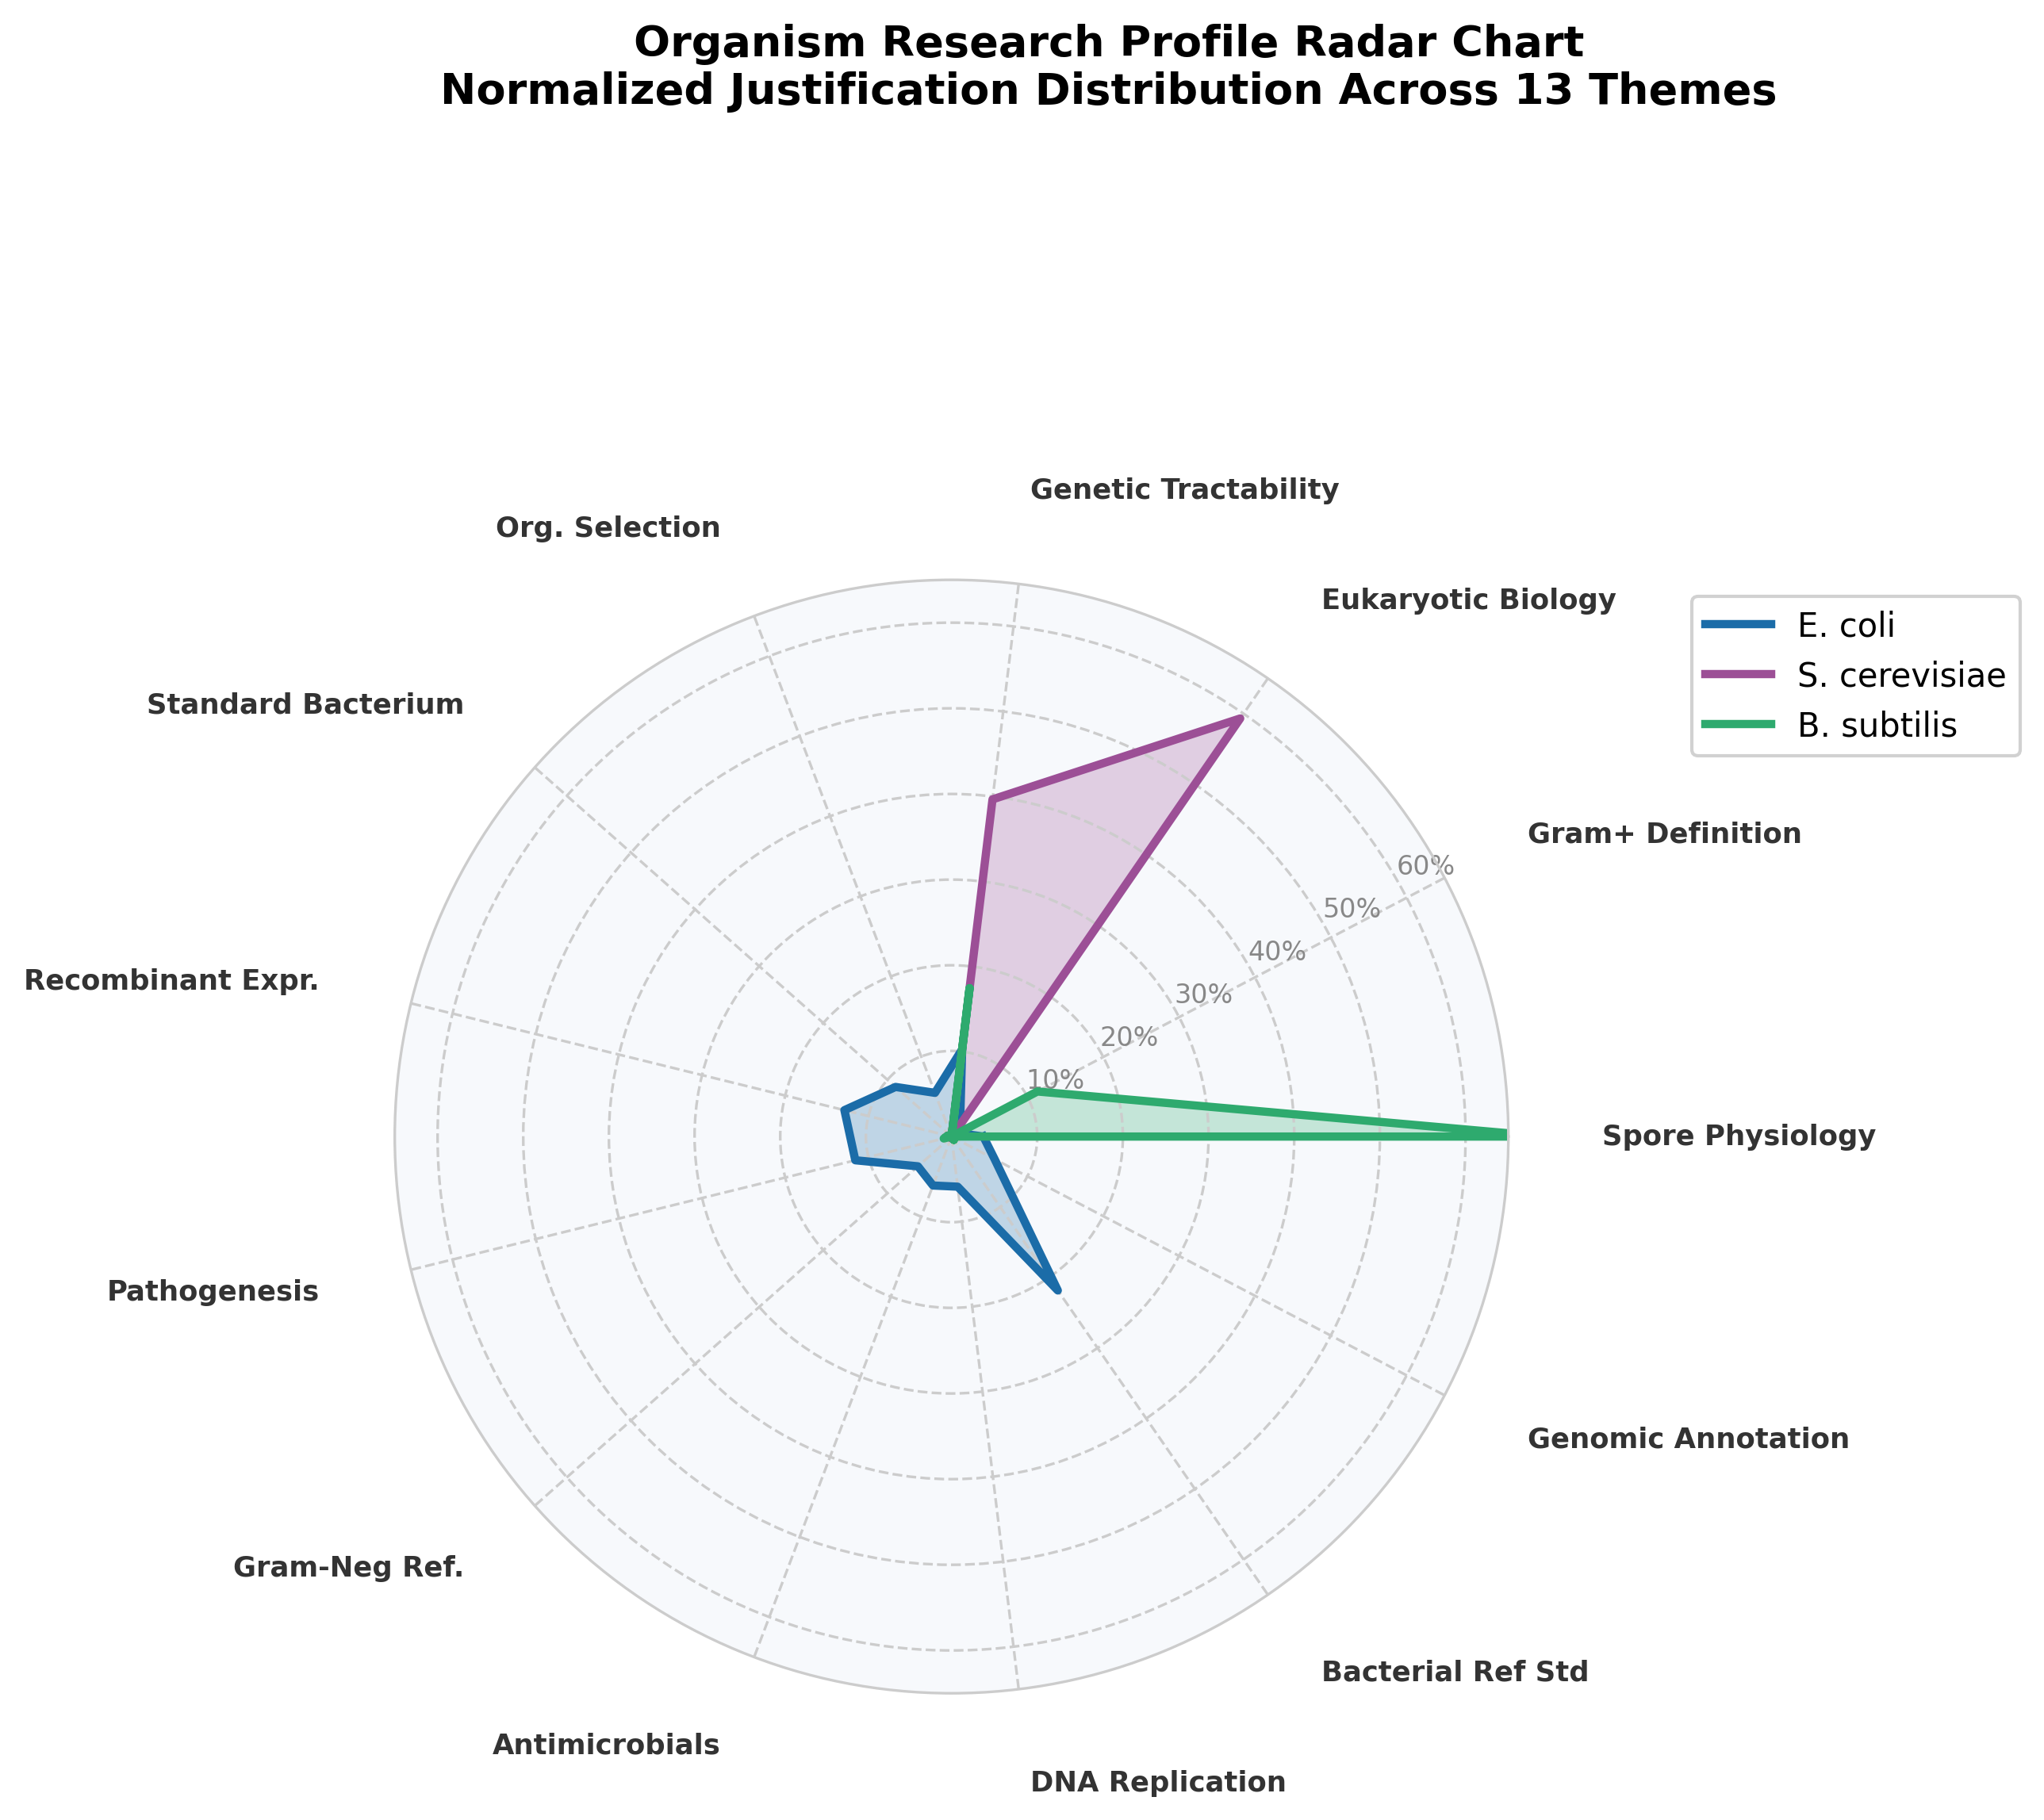 Organism Research Profile Radar Chart
Normalized Justification Distribution Across 13 Themes
Genetic Tractability
Org. Selection
Eukaryotic Biology
E. coli
S. cerevisiae
B. subtilis
Standard Bacterium
Gram+ Definition
60%
50%
40%
30%
20%
10%
Recombinant Expr.
Spore Physiology
Pathogenesis
Genomic Annotation
Gram-Neg Ref.
Bacterial Ref Std
Antimicrobials
DNA Replication